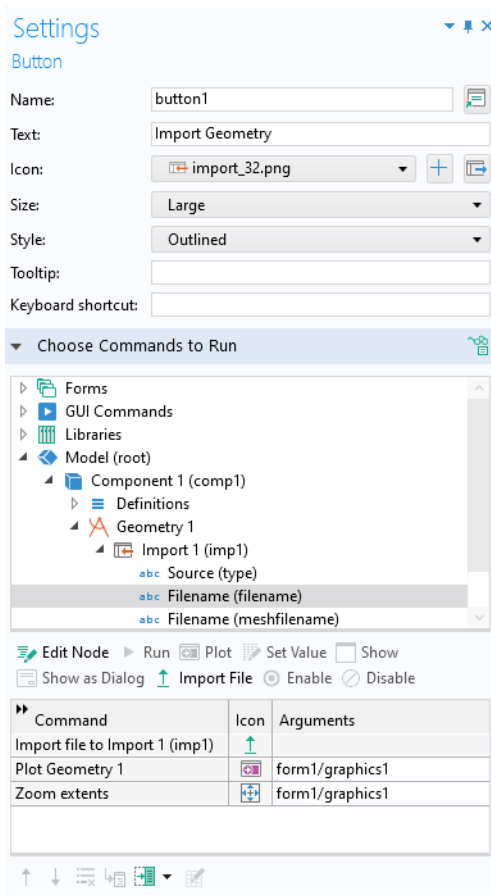 Settings
Button
Name: button1
Text: Import Geometry
Icon: import_32.png
Size: Large
Style: Outlined
Tooltip:
Keyboard shortcut:
Choose Commands to Run
Forms
GUI Commands
Libraries
Model (root)
Component 1 (comp1)
Definitions
Geometry 1
Import 1 (imp1)
abc Source (type)
abc Filename (filename)
abc Filename (meshfilename)
Edit Node Run Plot Set Value Show
Show as Dialog Import File Enable Disable
Command Icon Arguments
Import file to Import 1 (imp1)
Plot Geometry 1 form1/graphics1
Zoom extents form1/graphics1